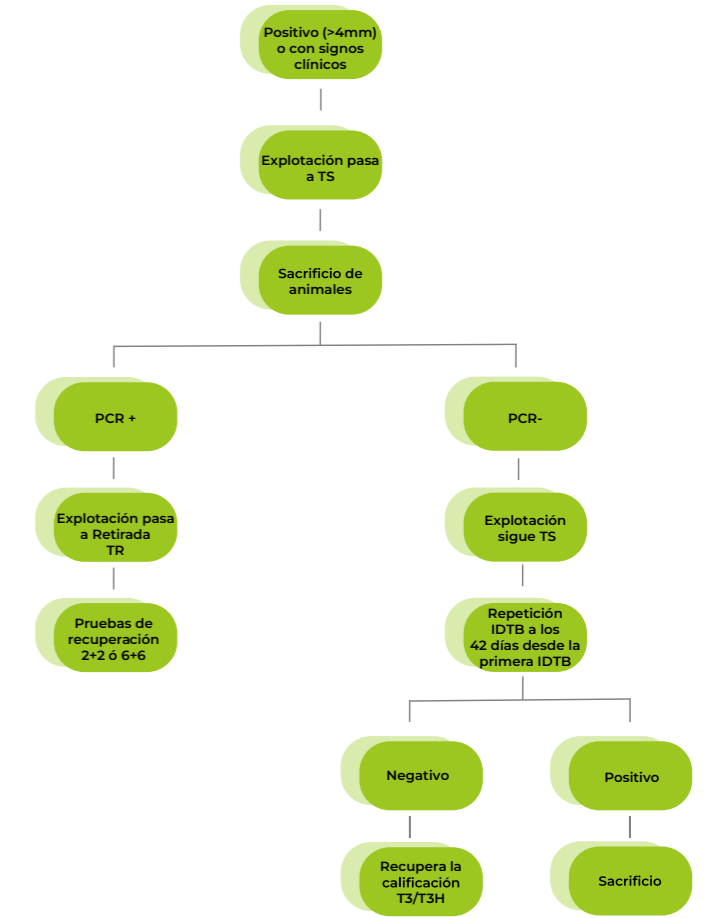 Positivo (>4mm)
o con signos
clínicos
Explotación pasa
a TS
Sacrificio de
animales
PCR +
PCR-
Explotación pasa
a Retirada
TR
Explotación
sigue TS
Pruebas de
recuperación
2+2 ó 6+6
Repetición
IDTB a los
42 días desde la
primera IDTB
Negativo
Positivo
Recupera la
calificación
T3/T3H
Sacrificio